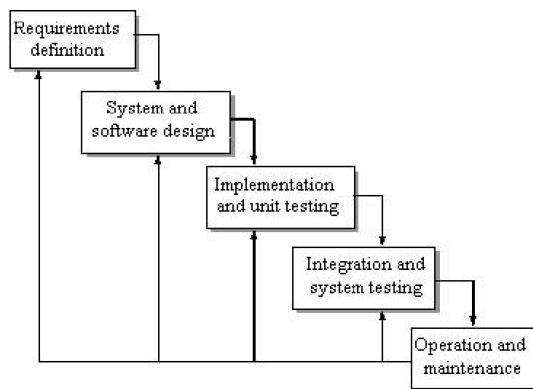 Requirements
definition
System and
software design
Implementation
and unit testing
Integration and
system testing
Operation and
maintenance